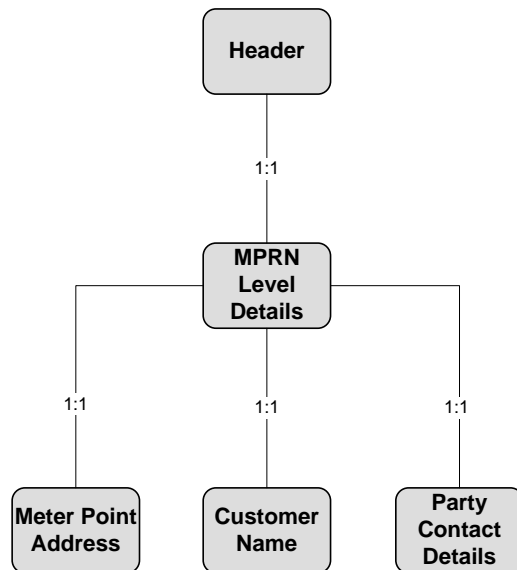 Header
1:1
MPRN
Level
Details
1:1
1:1
1:1
Meter Point
Address
Customer
Name
Party
Contact
Details